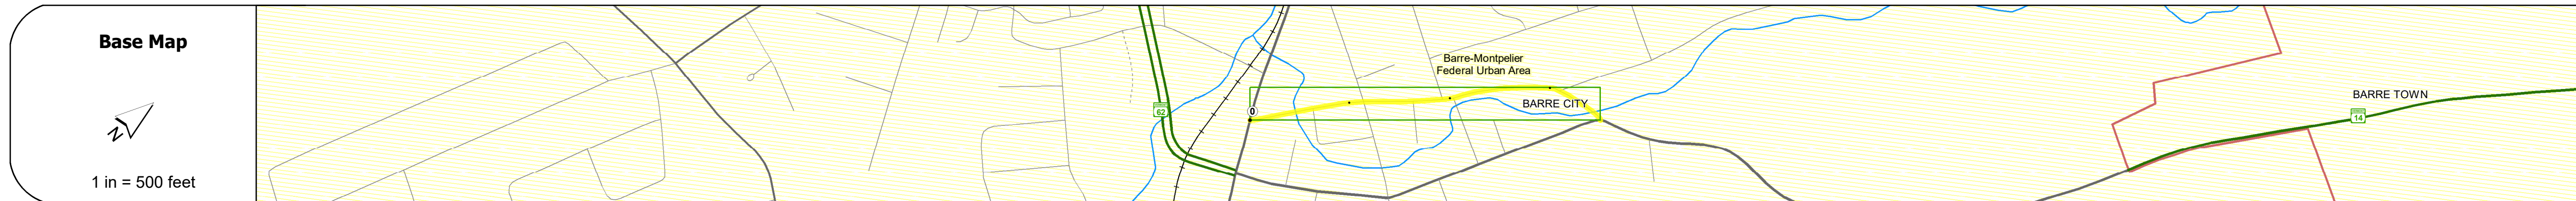 Base Map
N
1 in = 500 feet
62
0
Barre-Montpelier
Federal Urban Area
BARRE CITY
BARRE TOWN
14